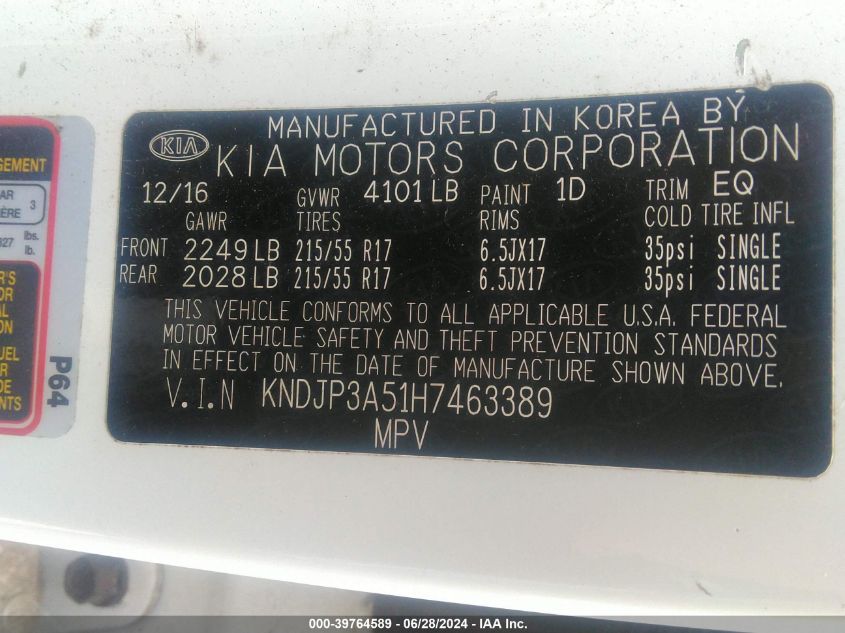 MANUFACTURED IN KOREA BY
KIA KIA MOTORS CORPORATION
12/16 GVWR 4101 LB PAINT 1D TRIM EQ
GAWR TIRES RIMS COLD TIRE INFL
FRONT 2249 LB 215/55 R17 6.5JX17 35psi SINGLE
REAR 2028 LB 215/55 R17 6.5JX17 35psi SINGLE
THIS VEHICLE CONFORMS TO ALL APPLICABLE U.S.A. FEDERAL
MOTOR VEHICLE SAFETY AND THEFT PREVENTION STANDARDS
IN EFFECT ON THE DATE OF MANUFACTURE SHOWN ABOVE.
V.I.N KNDJP3A51H7463389
MPV
3
lbs.
lb.
P64
000-39764589 - 06/28/2024 - IAA Inc.